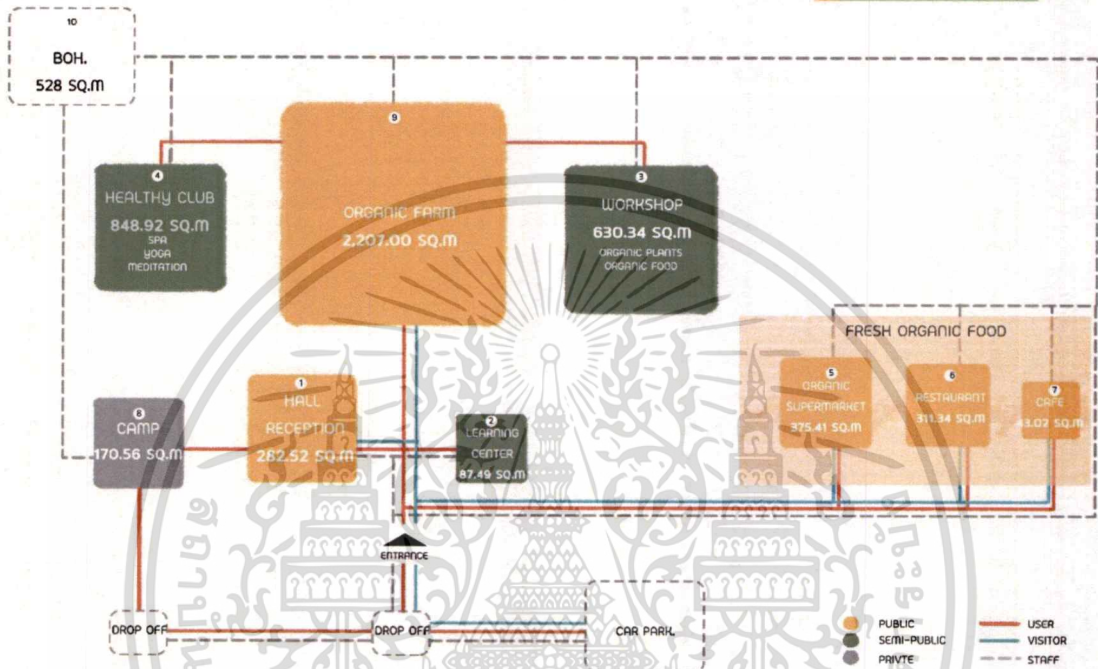 10
BOH.
528 SQ.M
9
ORGANIC FARM
2,207.00 SQ.M
4
HEALTHY CLUB
848.92 SQ.M
SPA
YOGA
MEDITATION
3
WORKSHOP
630.34 SQ.M
ORGANIC PLANTS
ORGANIC FOOD
FRESH ORGANIC FOOD
5
ORGANIC
SUPERMARKET
375.41 SQ.M
6
RESTAURANT
311.34 SQ.M
7
CAFE
43.02 SQ.M
8
CAMP
170.56 SQ.M
1
HALL
RECEPTION
282.52 SQ.M
2
LEARNING
CENTER
87.49 SQ.M
ENTRANCE
DROP OFF
DROP OFF
CAR PARK.
PUBLIC
SEMI-PUBLIC
PRIVTE
USER
VISITOR
STAFF